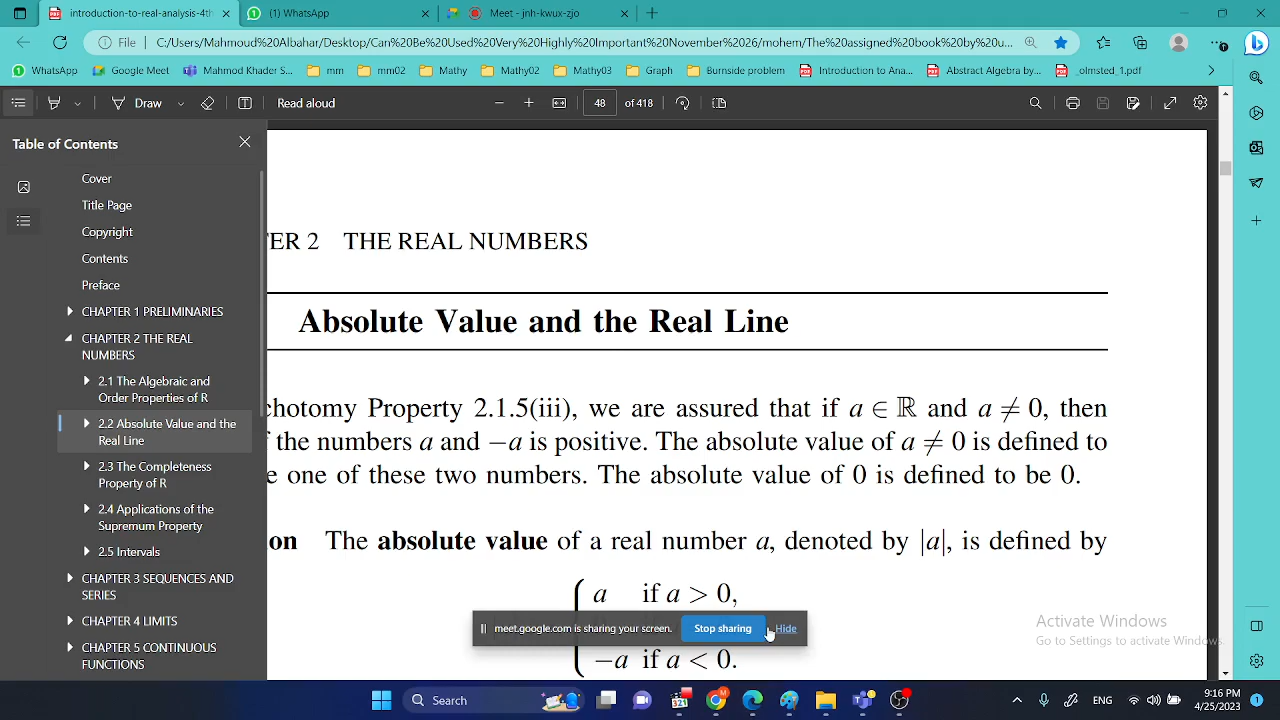 introduction-to-real-analysis-4th
(1) WhatsApp
Meet - jnh-kwux-zjo
File
C:/Users/Mahmoud%20Albahar/Desktop/Can%20Be%20Used%20Very%20Highly%20Important%20November%2026/mohem/The%20assigned%20book%20by%20u...
WhatsApp
Google Meet
Mahmod Khader S...
mm
mm02
Mathy
Mathy02
Mathy03
Graph
Burnside problem
Introduction to Ana...
Abstract Algebra by...
_olmsted_1.pdf
Draw
Read aloud
48
of 418
Table of Contents
Cover
Title Page
Copyright
Contents
Preface
CHAPTER 1 PRELIMINARIES
CHAPTER 2 THE REAL
NUMBERS
2.1 The Algebraic and
Order Properties of R
2.2 Absolute Value and the
Real Line
2.3 The Completeness
Property of R
2.4 Applications of the
Supremum Property
2.5 Intervals
CHAPTER 3 SEQUENCES AND
SERIES
CHAPTER 4 LIMITS
CHAPTER 5 CONTINUOUS
FUNCTIONS
TER 2 THE REAL NUMBERS
Absolute Value and the Real Line
chotomy Property 2.1.5(iii), we are assured that if a ∈ ℝ and a ≠ 0, then
f the numbers a and −a is positive. The absolute value of a ≠ 0 is defined to
e one of these two numbers. The absolute value of 0 is defined to be 0.
on The absolute value of a real number a, denoted by |a|, is defined by
a if a > 0,
−a if a < 0.
meet.google.com is sharing your screen.
Stop sharing
Hide
Activate Windows
Go to Settings to activate Windows.
Search
321
M
ENG
9:16 PM
4/25/2023
1